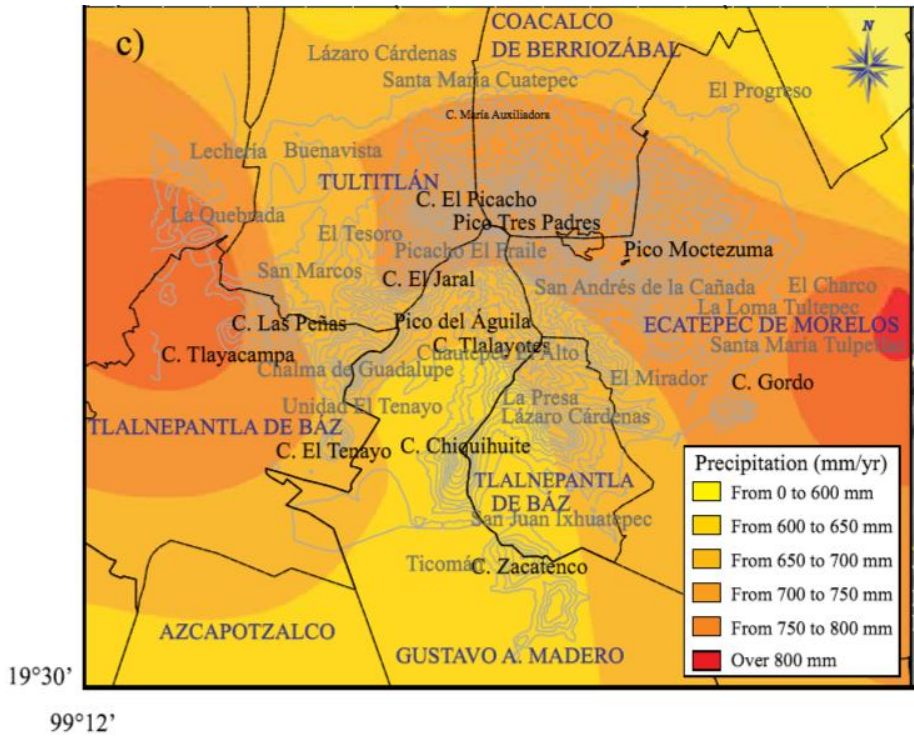 c)
COACALCO
DE BERRIOZÁBAL
N
Lázaro Cárdenas
Santa María Cuatepec
El Progreso
C. María Auxiliadora
Lechería
Buenavista
TULTITLÁN
C. El Picacho
La Quebrada
Pico Tres Padres
El Tesoro
Picacho El Fraile
Pico Moctezuma
San Marcos
C. El Jaral
San Andrés de la Cañada
El Charco
La Loma Tultepec
C. Las Peñas
Pico del Águila
ECATEPEC DE MORELOS
C. Tlayacampa
C. Tlalayotes
Cuautepec El Alto
Santa María Tulpetlac
Chalma de Guadalupe
El Mirador
C. Gordo
Unidad El Tenayo
La Presa
Lázaro Cárdenas
TLALNEPANTLA DE BÁZ
C. El Tenayo
C. Chiquihuite
TLALNEPANTLA
DE BÁZ
San Juan Ixhuatepec
Ticomán
C. Zacatenco
AZCAPOTZALCO
GUSTAVO A. MADERO
Precipitation (mm/yr)
From 0 to 600 mm
From 600 to 650 mm
From 650 to 700 mm
From 700 to 750 mm
From 750 to 800 mm
Over 800 mm
19°30’
99°12’